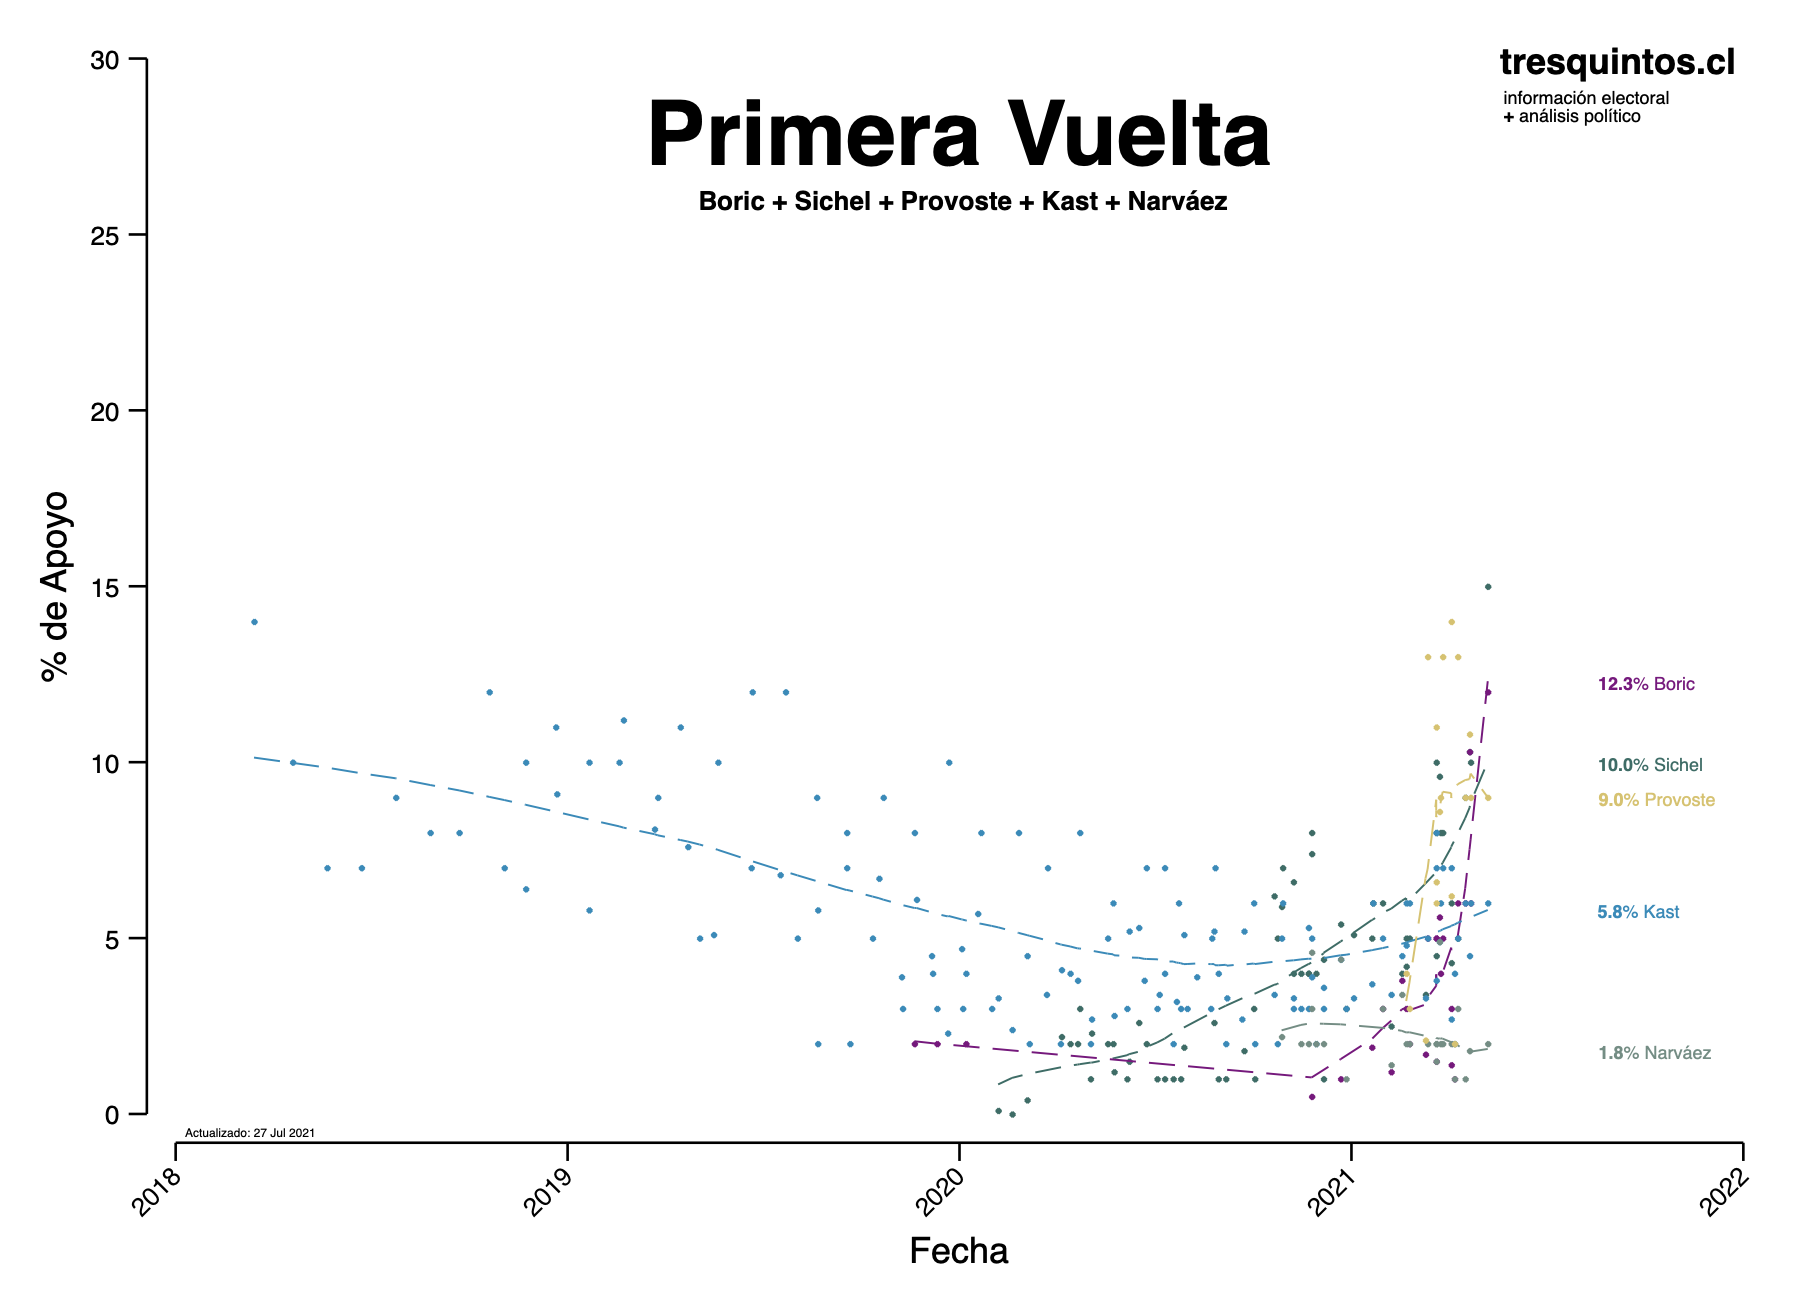 tresquintos.cl
información electoral
+ análisis político
Primera Vuelta
Boric + Sichel + Provoste + Kast + Narváez
% de Apoyo
30
25
20
15
10
5
0
12.3% Boric
10.0% Sichel
9.0% Provoste
5.8% Kast
1.8% Narváez
Actualizado: 27 Jul 2021
2018
2019
2020
2021
2022
Fecha